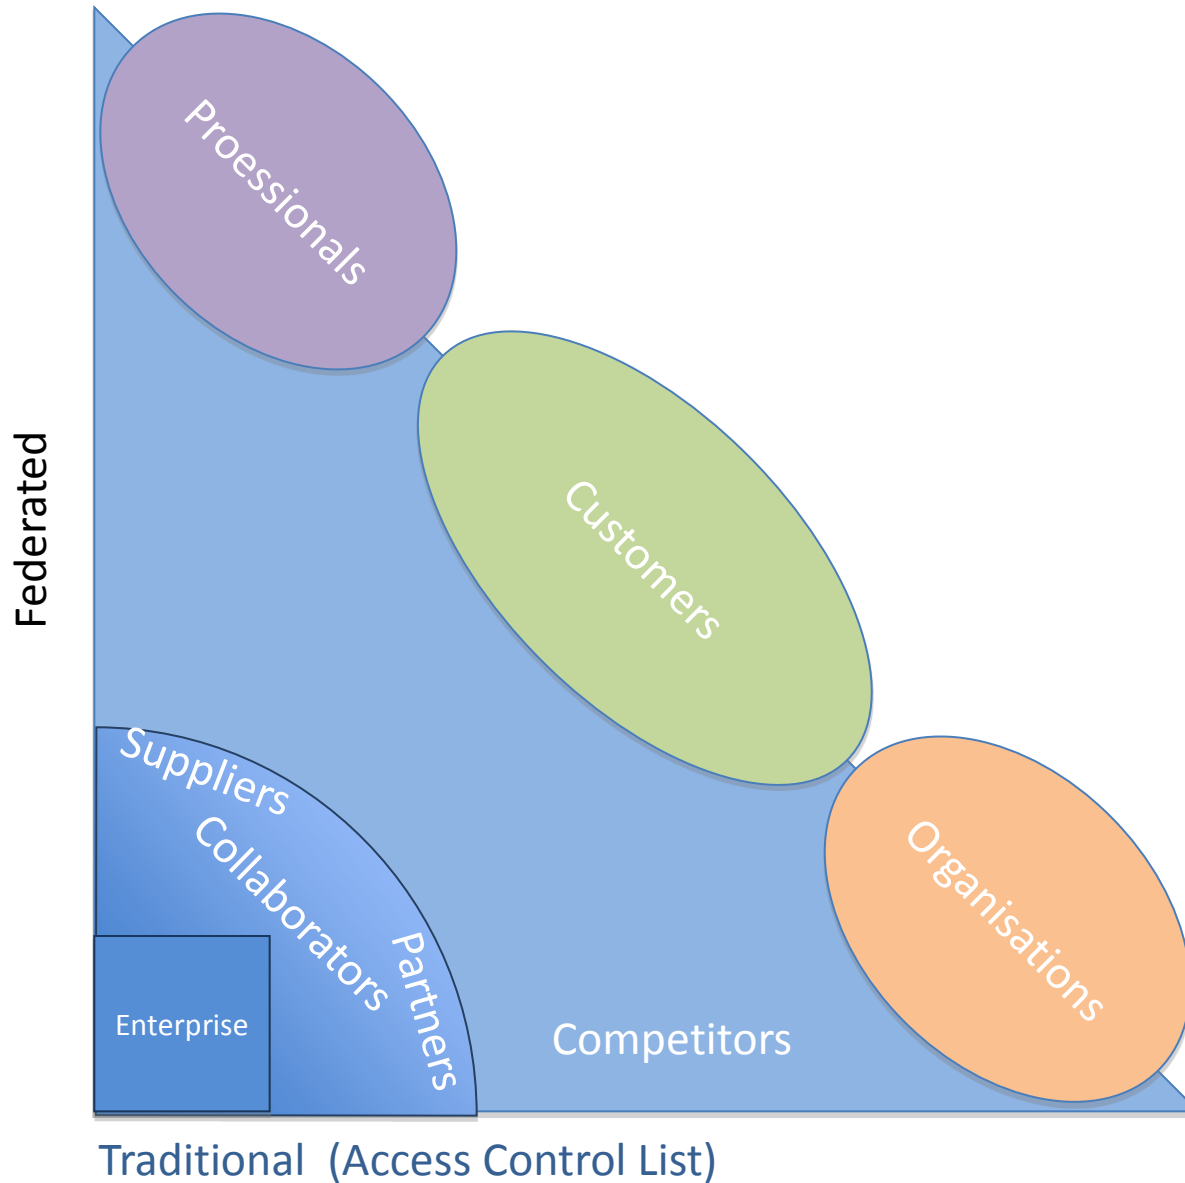 Proessionals
Customers
Federated
Suppliers
Collaborators
Partners
Organisations
Enterprise
Competitors
Traditional  (Access Control List)